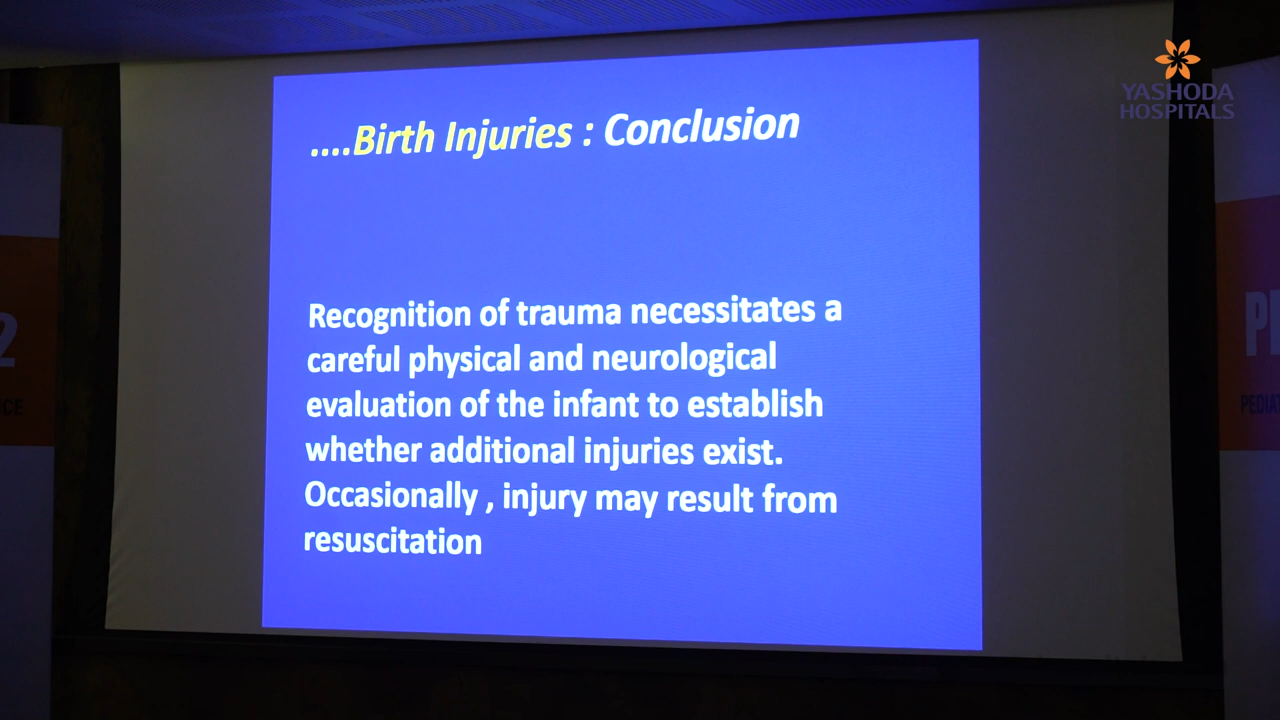 YASHODA
HOSPITALS
....Birth Injuries : Conclusion
Recognition of trauma necessitates a
careful physical and neurological
evaluation of the infant to establish
whether additional injuries exist.
Occasionally , injury may result from
resuscitation
2